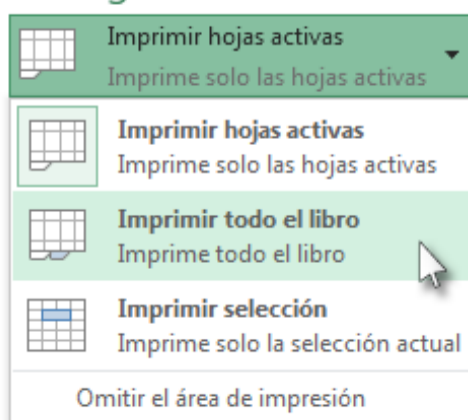 Imprimir hojas activas
Imprime solo las hojas activas
Imprimir hojas activas
Imprime solo las hojas activas
Imprimir todo el libro
Imprime todo el libro
Imprimir selección
Imprime solo la selección actual
Omitir el área de impresión